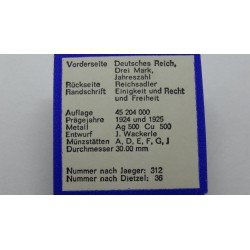 Vorderseite Deutsches Reich,
Drei Mark,
Jahreszahl
Rückseite Reichsadler
Randschrift Einigkeit und Recht
und Freiheit
Auflage 45 204 000
Prägejahre 1924 und 1925
Metall Ag 500 Cu 500
Entwurf J. Wackerle
Münzstätten A, D, E, F, G, J
Durchmesser 30.00 mm
Nummer nach Jaeger: 312
Nummer nach Dietzel: 36